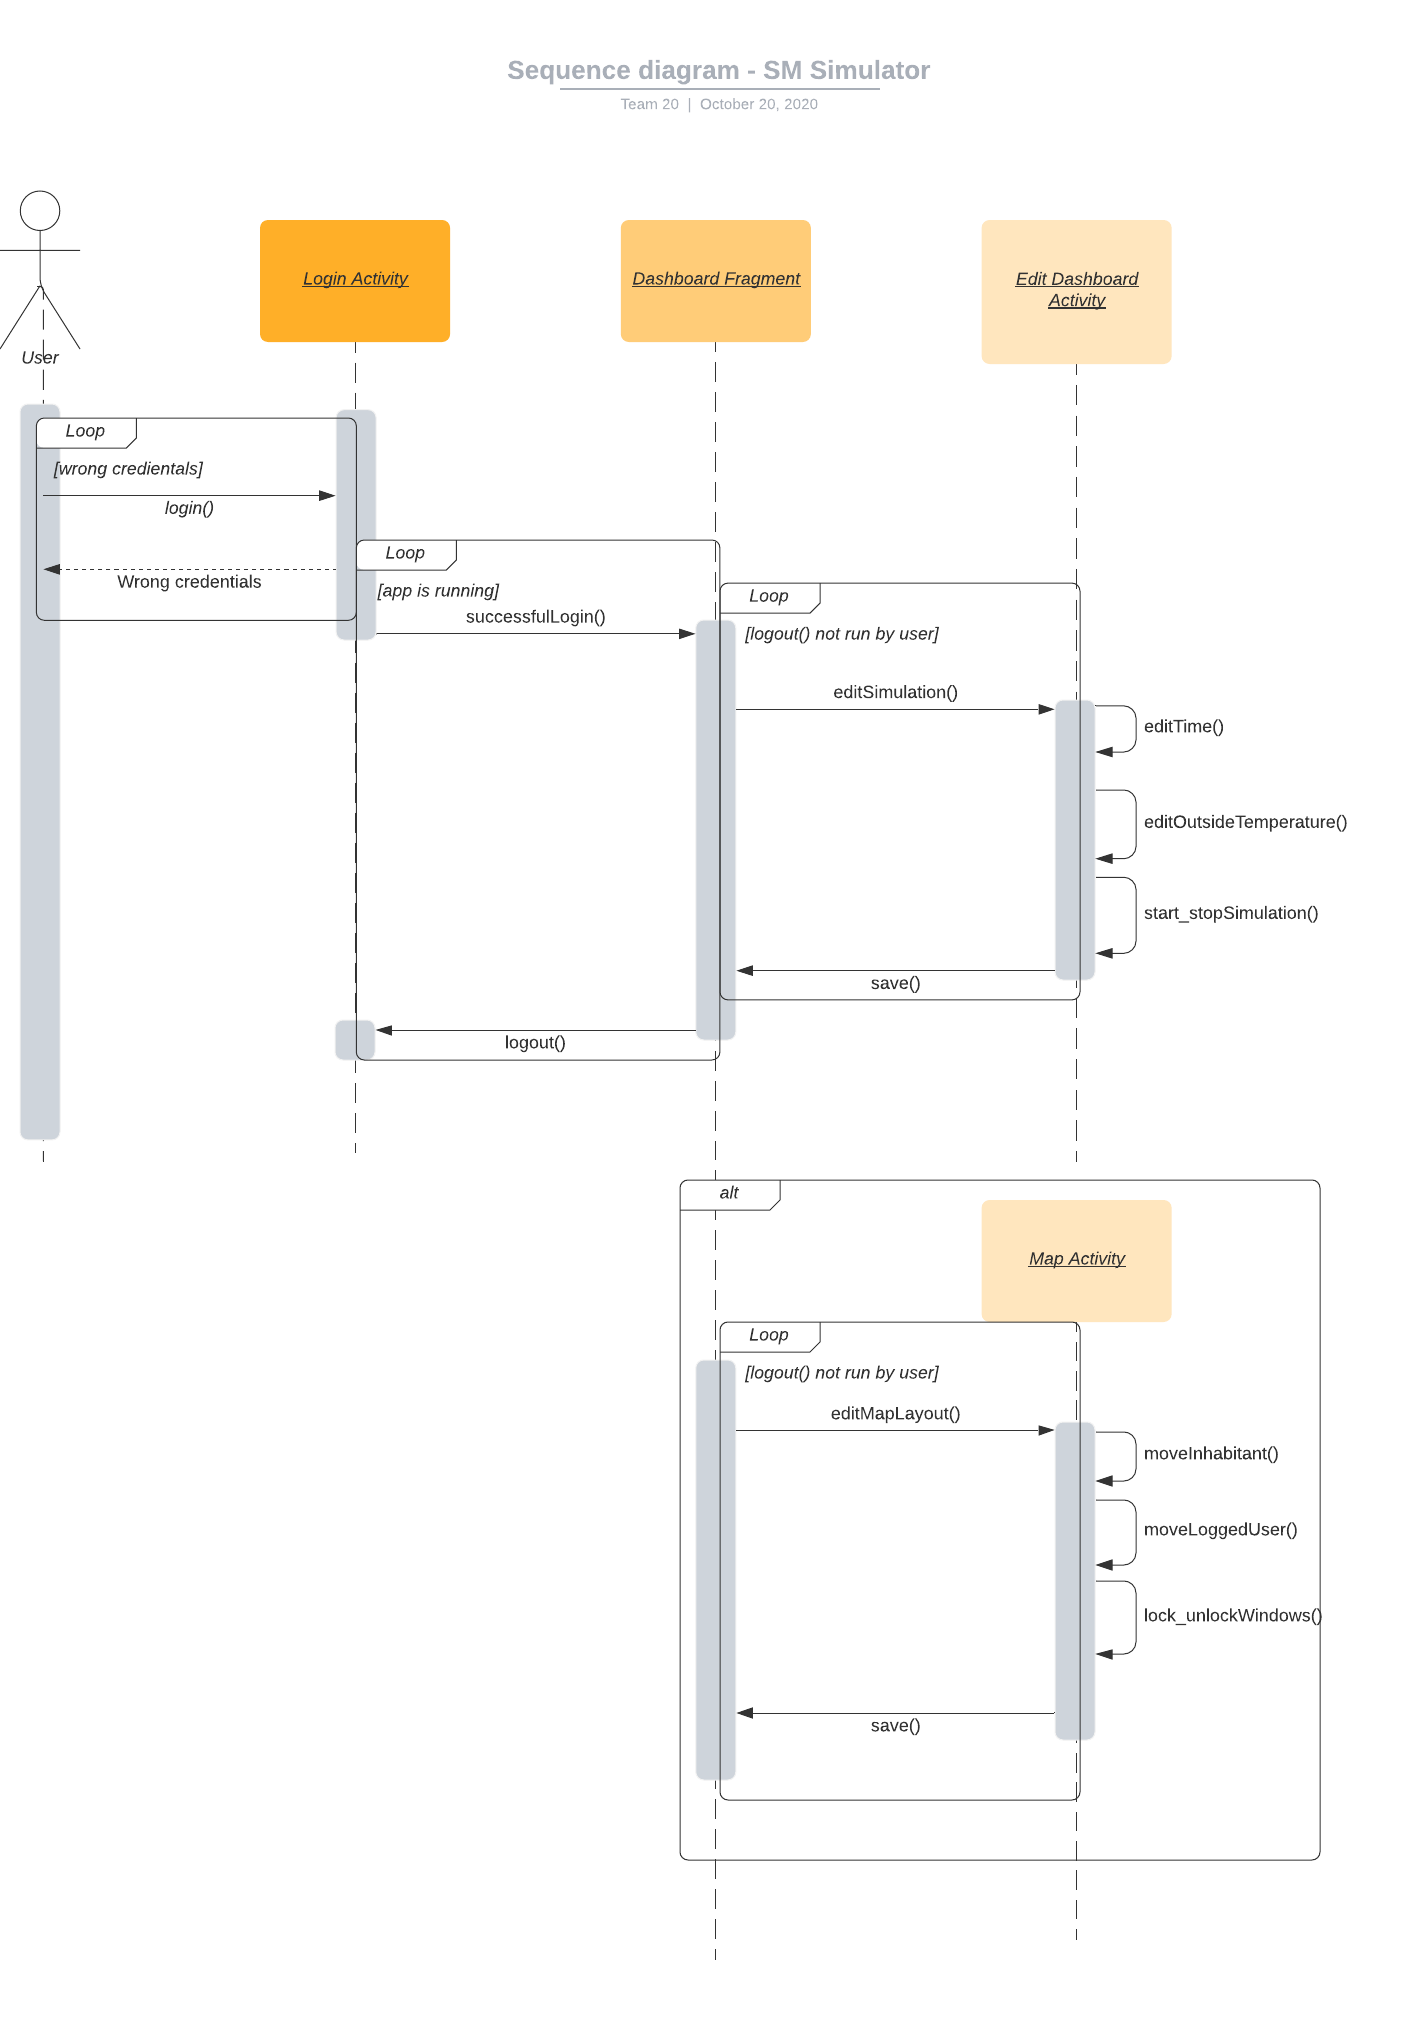 Sequence diagram - SM Simulator
Team 20 | October 20, 2020
User
Login Activity
Dashboard Fragment
Edit Dashboard
Activity
Loop
[wrong credientals]
login()
Wrong credentials
Loop
[app is running]
successfulLogin()
Loop
[logout() not run by user]
editSimulation()
editTime()
editOutsideTemperature()
start_stopSimulation()
save()
logout()
alt
Map Activity
Loop
[logout() not run by user]
editMapLayout()
moveInhabitant()
moveLoggedUser()
lock_unlockWindows()
save()